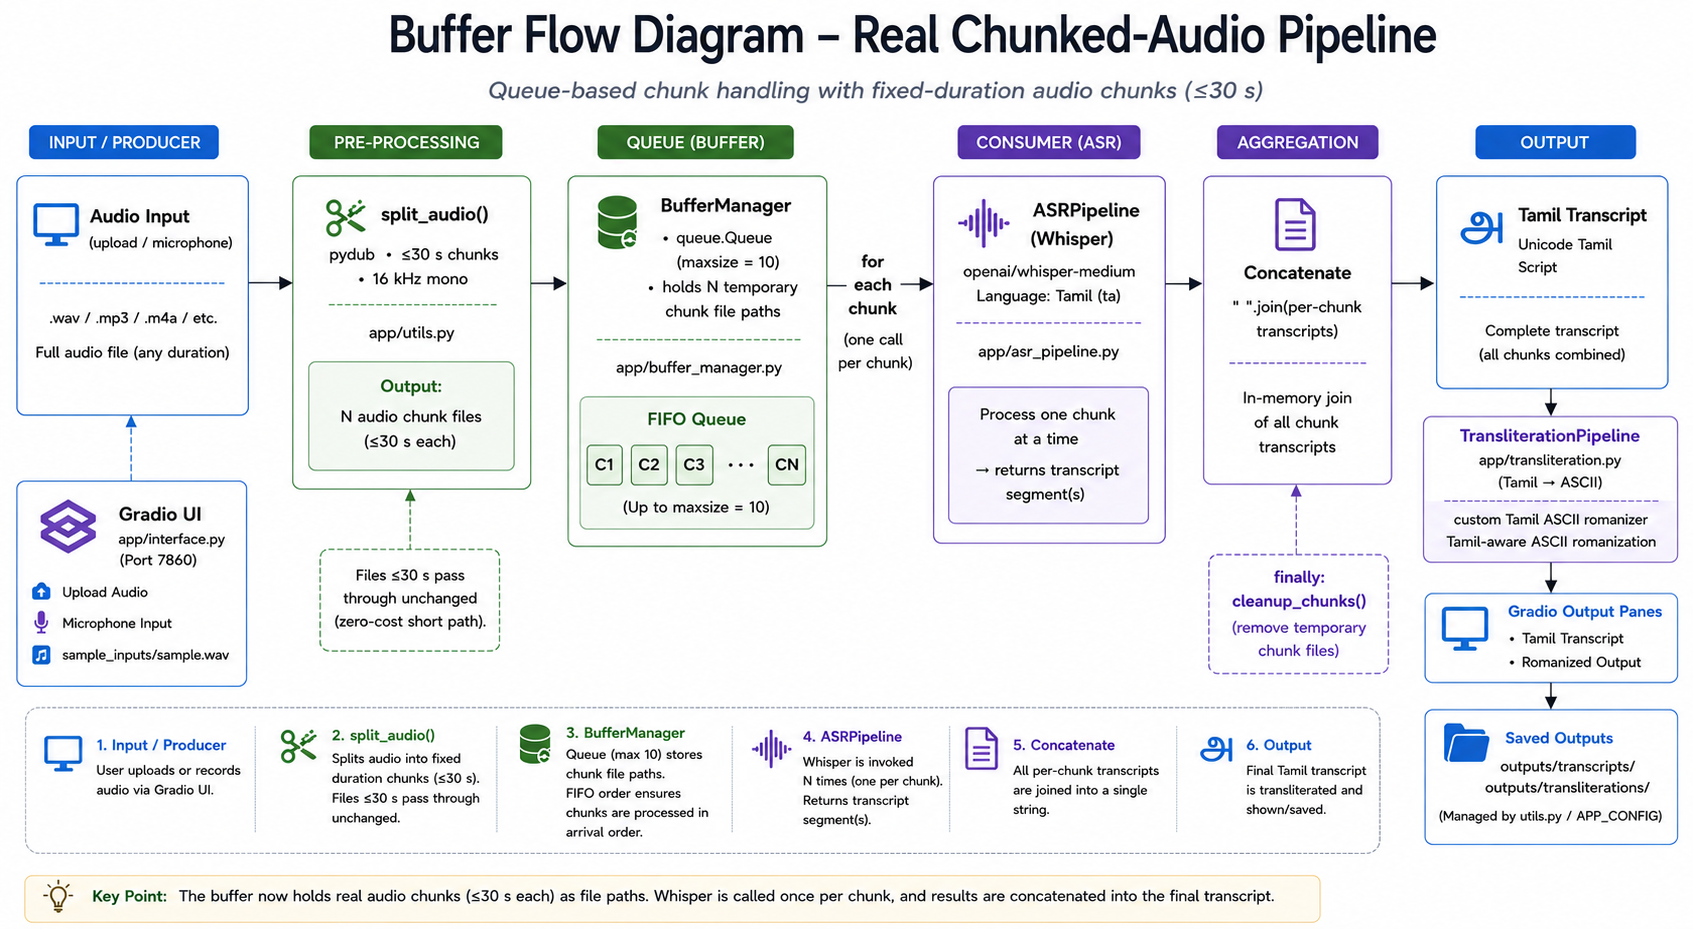 Buffer Flow Diagram – Real Chunked-Audio Pipeline
Queue-based chunk handling with fixed-duration audio chunks (≤30 s)
INPUT / PRODUCER
Audio Input
(upload / microphone)
.wav / .mp3 / .m4a / etc.
Full audio file (any duration)
Gradio UI
app/interface.py
(Port 7860)
Upload Audio
Microphone Input
sample_inputs/sample.wav
PRE-PROCESSING
split_audio()
pydub • ≤30 s chunks
• 16 kHz mono
app/utils.py
Output:
N audio chunk files
(≤30 s each)
Files ≤30 s pass
through unchanged
(zero-cost short path).
QUEUE (BUFFER)
BufferManager
• queue.Queue
(maxsize = 10)
• holds N temporary
chunk file paths
app/buffer_manager.py
FIFO Queue
C1 C2 C3 ··· CN
(Up to maxsize = 10)
for
each
chunk
(one call
per chunk)
CONSUMER (ASR)
ASRPipeline
(Whisper)
openai/whisper-medium
Language: Tamil (ta)
app/asr_pipeline.py
Process one chunk
at a time
→ returns transcript
segment(s)
AGGREGATION
Concatenate
" ".join(per-chunk
transcripts)
In-memory join
of all chunk
transcripts
finally:
cleanup_chunks()
(remove temporary
chunk files)
OUTPUT
அ
Tamil Transcript
Unicode Tamil
Script
Complete transcript
(all chunks combined)
TransliterationPipeline
app/transliteration.py
(Tamil → ASCII)
custom Tamil ASCII romanizer
Tamil-aware ASCII romanization
Gradio Output Panes
• Tamil Transcript
• Romanized Output
Saved Outputs
outputs/transcripts/
outputs/transliterations/
(Managed by utils.py / APP_CONFIG)
1. Input / Producer
User uploads or records
audio via Gradio UI.
2. split_audio()
Splits audio into fixed
duration chunks (≤30 s).
Files ≤30 s pass through
unchanged.
3. BufferManager
Queue (max 10) stores
chunk file paths.
FIFO order ensures
chunks are processed in
arrival order.
4. ASRPipeline
Whisper is invoked
N times (one per chunk).
Returns transcript
segment(s).
5. Concatenate
All per-chunk transcripts
are joined into a single
string.
அ
6. Output
Final Tamil transcript
is transliterated and
shown/saved.
Key Point: The buffer now holds real audio chunks (≤30 s each) as file paths. Whisper is called once per chunk, and results are concatenated into the final transcript.